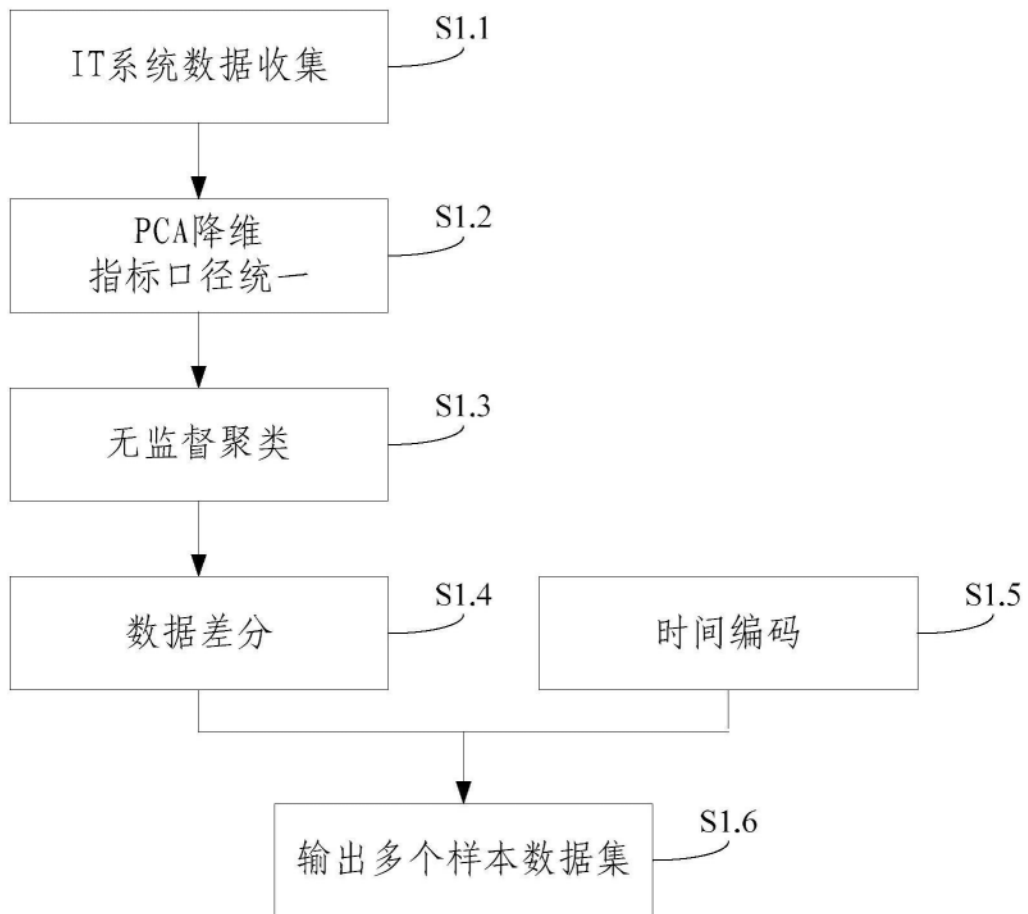 S1.1
IT系统数据收集
S1.2
PCA降维
指标口径统一
S1.3
无监督聚类
S1.4
数据差分
S1.5
时间编码
S1.6
输出多个样本数据集